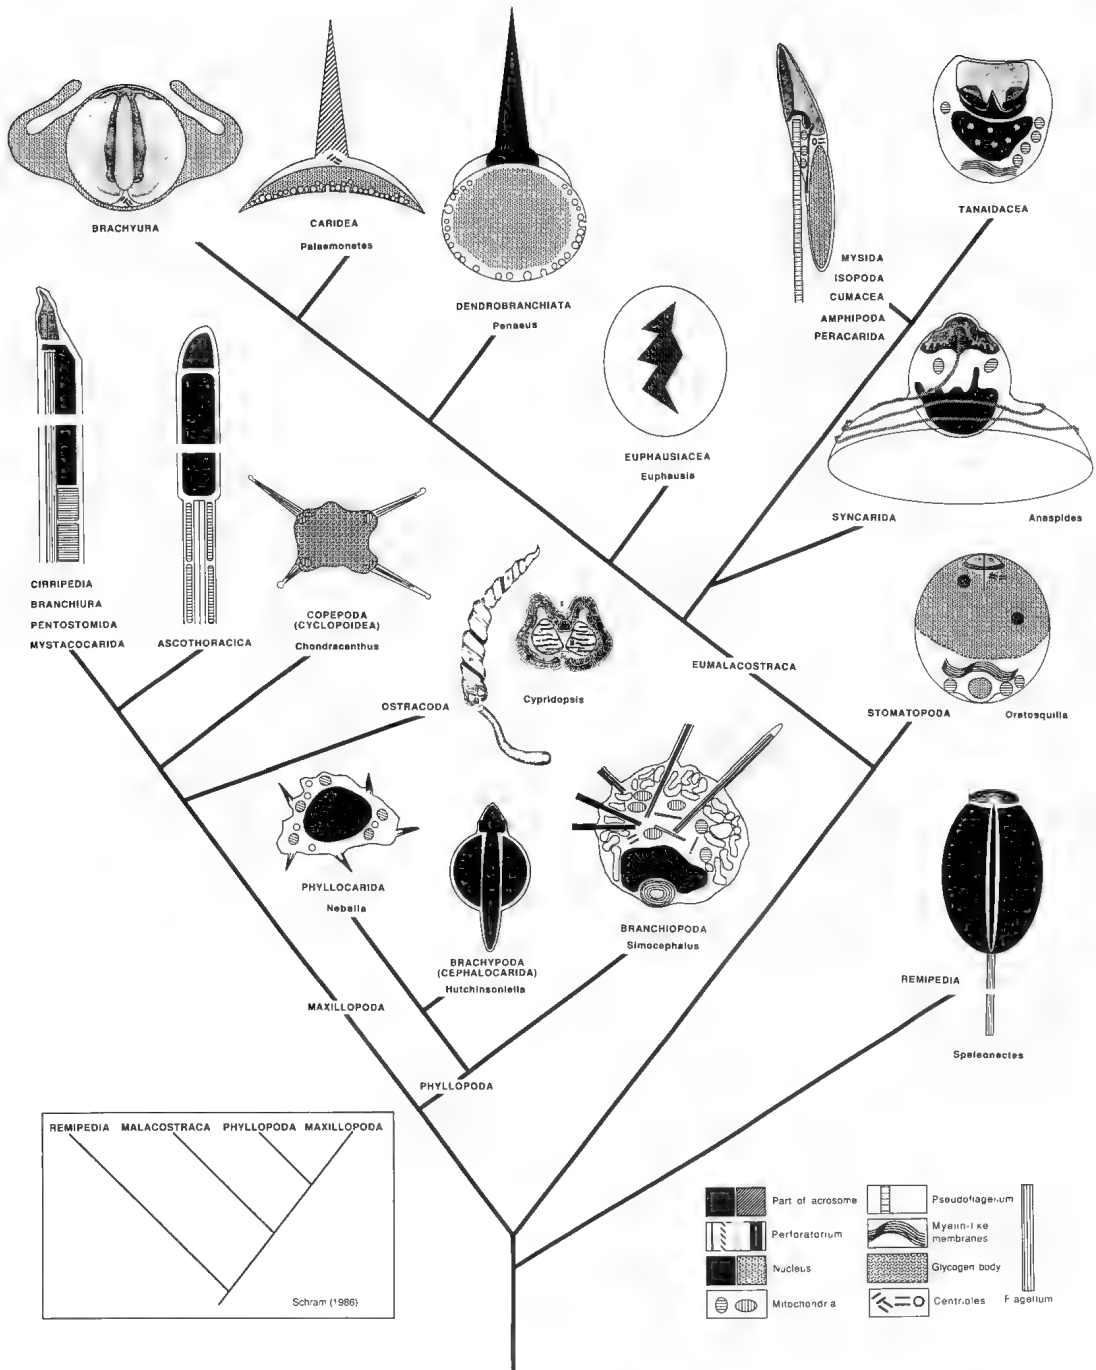 BRACHYURA
CARIDEA
Palaemonetes
DENDROBRANCHIATA
Penaeus
TANAIDACEA
MYSIDA
ISOPODA
CUMACEA
AMPHIPODA
PERACARIDA
EUPHAUSIACEA
Euphausia
SYNCARIDA
Anaspides
CIRRIPEDIA
BRANCHIURA
PENTOSTOMIDA
MYSTACOCARIDA
ASCOTHORACICA
COPEPODA
(CYCLOPOIDEA)
Chondracanthus
OSTRACODA
Cypridopsis
EUMALACOSTRACA
STOMATOPODA
Oratosquilla
PHYLLOCARIDA
Nebalia
BRACHYPODA
(CEPHALOCARIDA)
Hutchinsoniella
BRANCHIOPODA
Simocephalus
REMIPEDIA
Speleonectes
MAXILLOPODA
PHYLLOPODA
REMIPEDIA MALACOSTRACA PHYLLOPODA MAXILLOPODA
Schram (1986)
Part of acrosome
Perforatorium
Nucleus
Mitochondria
Pseudoflagellum
Myelin-like
membranes
Glycogen body
Centrioles
Flagellum